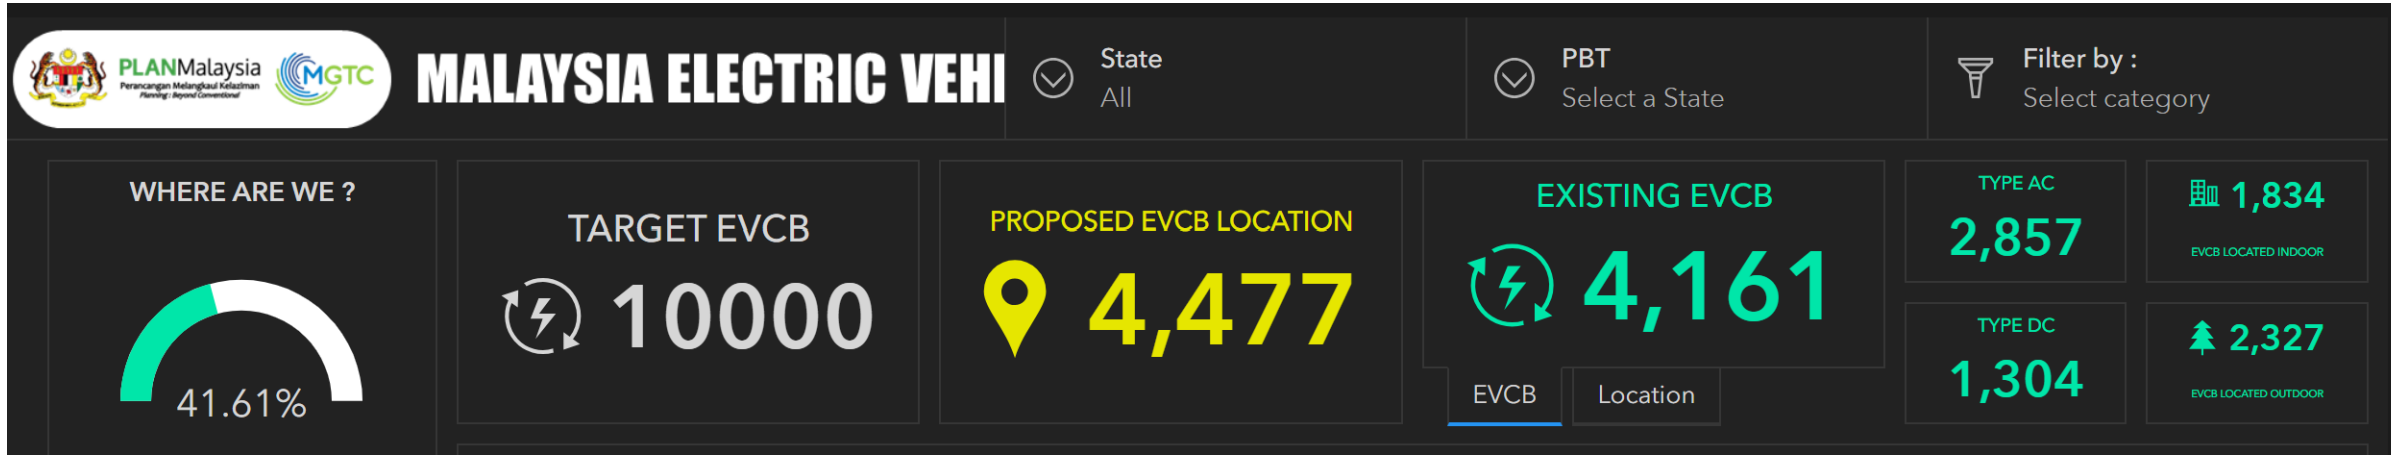 PLANMalaysia
Perancangan Melangkaui Kelaziman
Planning : Beyond Conventional
MGTC
MALAYSIA ELECTRIC VEHI
State
All
PBT
Select a State
Filter by :
Select category
WHERE ARE WE ?
41.61%
TARGET EVCB
10000
PROPOSED EVCB LOCATION
4,477
EXISTING EVCB
4,161
EVCB
Location
TYPE AC
2,857
TYPE DC
1,304
1,834
EVCB LOCATED INDOOR
2,327
EVCB LOCATED OUTDOOR